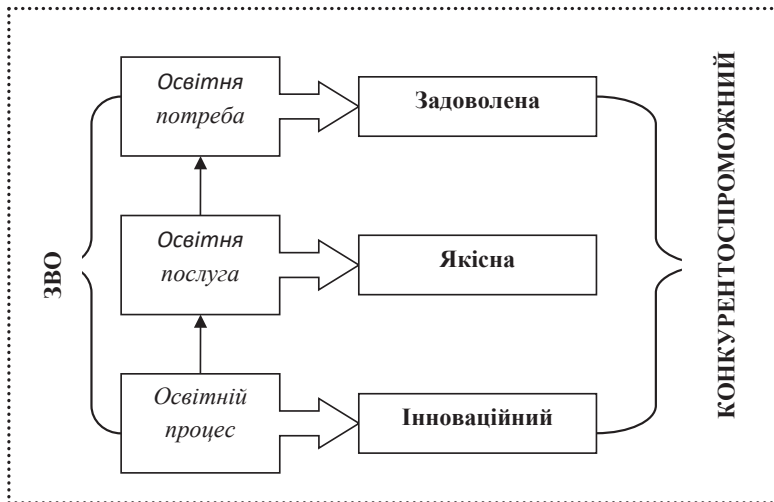 ЗВО
Освітня
потреба
Задоволена
Освітня
послуга
Якісна
Освітній
процес
Інноваційний
КОНКУРЕНТОСПРОМОЖНИЙ